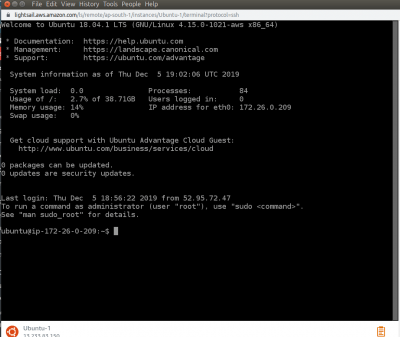 File Edit View History Tools People Help
lightsail.aws.amazon.com/ls/remote/ap-south-1/instances/Ubuntu-1/terminal?protocol=ssh
Welcome to Ubuntu 18.04.1 LTS (GNU/Linux 4.15.0-1021-aws x86_64)
* Documentation: https://help.ubuntu.com
* Management: https://landscape.canonical.com
* Support: https://ubuntu.com/advantage
System information as of Thu Dec 5 19:02:06 UTC 2019
System load: 0.0 Processes: 84
Usage of /: 2.7% of 38.71GB Users logged in: 0
Memory usage: 14% IP address for eth0: 172.26.0.209
Swap usage: 0%
Get cloud support with Ubuntu Advantage Cloud Guest:
http://www.ubuntu.com/business/services/cloud
0 packages can be updated.
0 updates are security updates.
Last login: Thu Dec 5 18:56:22 2019 from 52.95.72.47
To run a command as administrator (user "root"), use "sudo <command>".
See "man sudo_root" for details.
ubuntu@ip-172-26-0-209:~$
Ubuntu-1